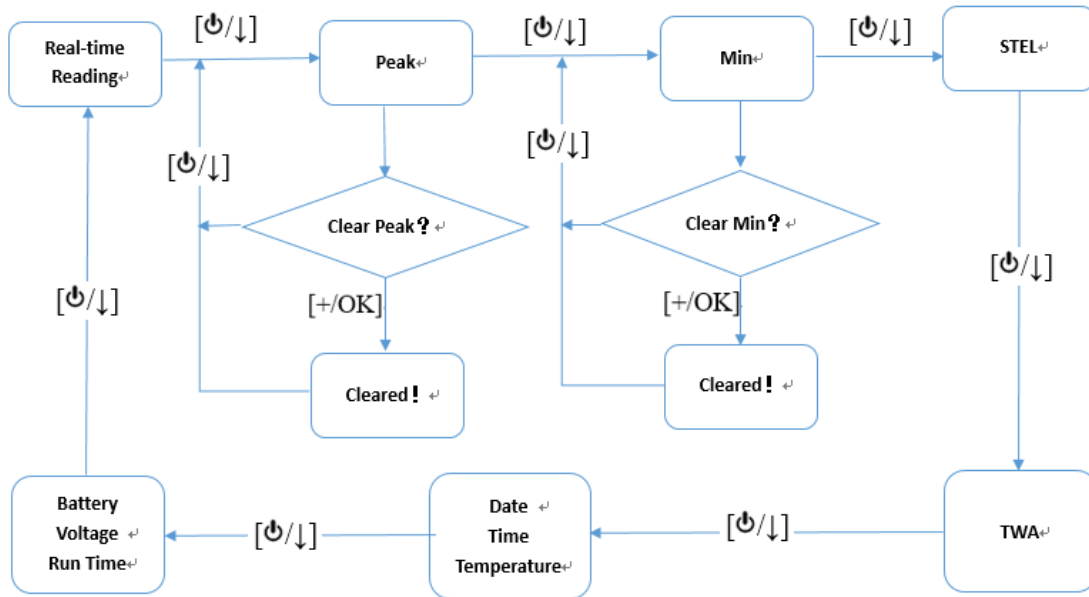 [⏻/↓]
[⏻/↓]
[⏻/↓]
Real-time
Reading↵
Peak↵
Min↵
STEL↵
[⏻/↓]
[⏻/↓]
Clear Peak? ↵
Clear Min? ↵
[⏻/↓]
[⏻/↓]
[+/OK]
[+/OK]
Cleared! ↵
Cleared! ↵
Battery
Voltage ↵
Run Time↵
[⏻/↓]
Date ↵
Time
Temperature↵
[⏻/↓]
TWA↵